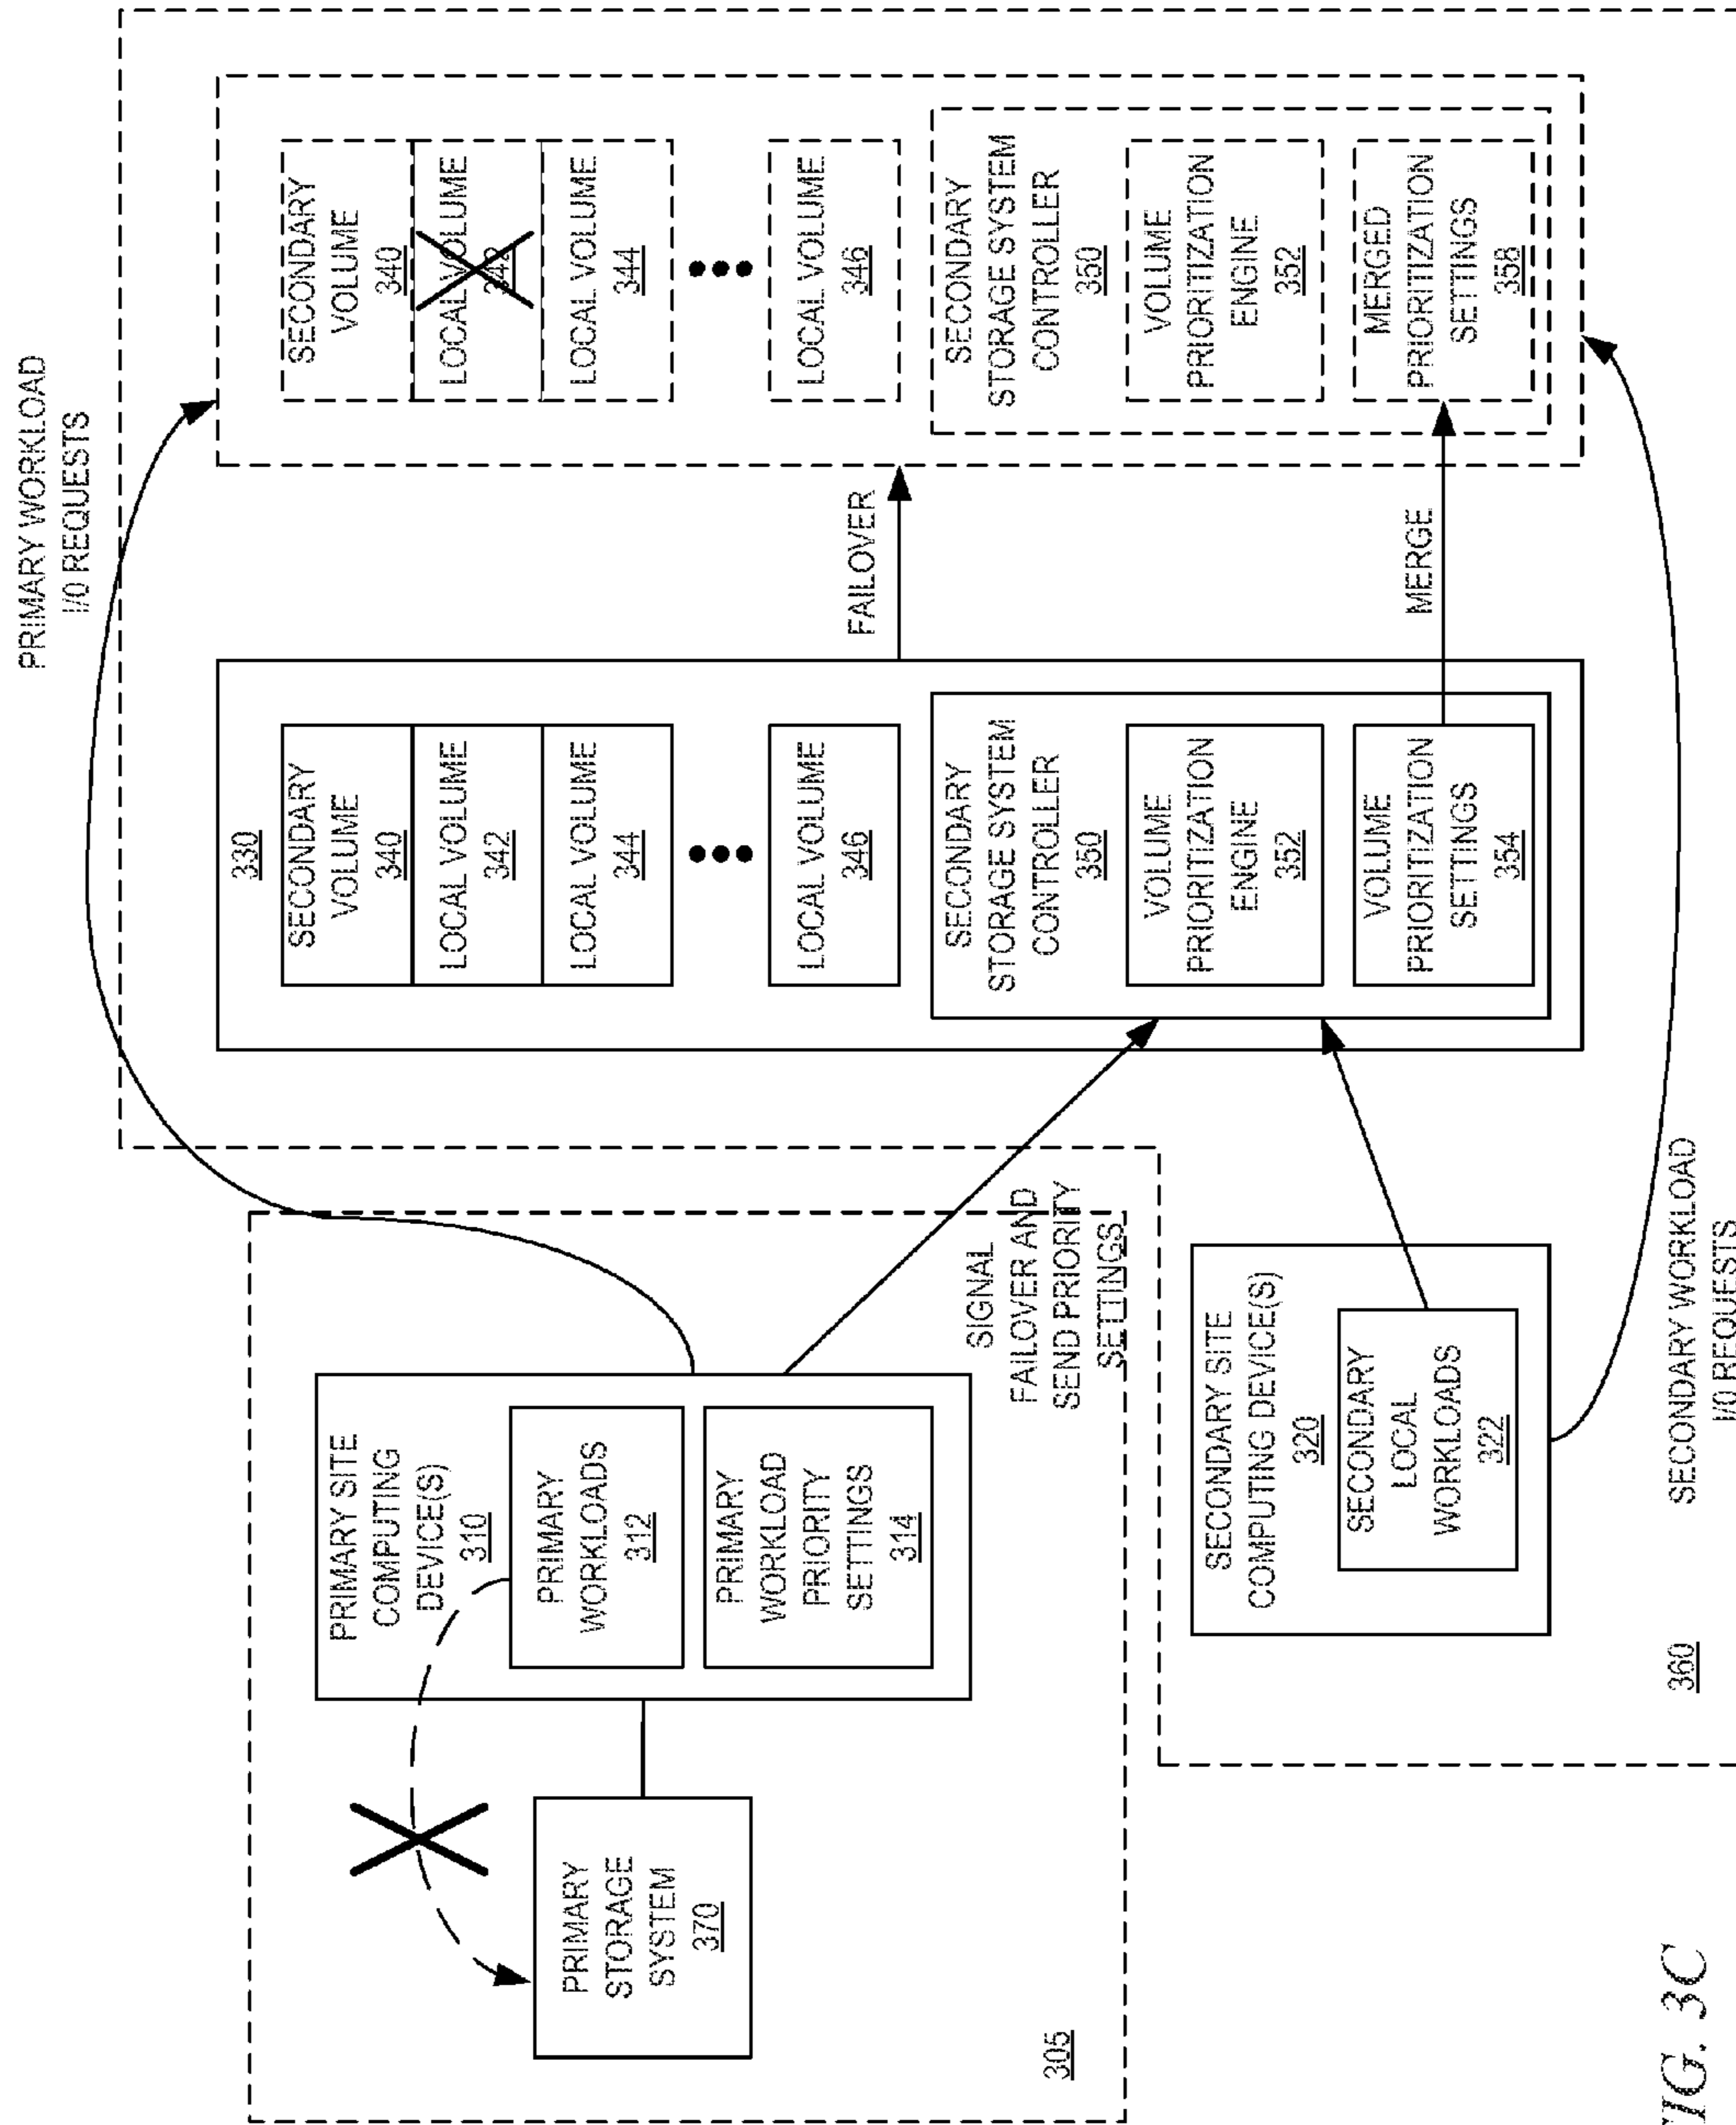 PRIMARY WORKLOAD
I/O REQUESTS
330
SECONDARY
VOLUME
340
LOCAL VOLUME
342
LOCAL VOLUME
344
LOCAL VOLUME
346
SECONDARY
STORAGE SYSTEM
CONTROLLER
350
VOLUME
PRIORITIZATION
ENGINE
352
VOLUME
PRIORITIZATION
SETTINGS
354
FAILOVER
MERGE
SECONDARY
VOLUME
340
LOCAL VOLUME
342
LOCAL VOLUME
344
LOCAL VOLUME
346
SECONDARY
STORAGE SYSTEM
CONTROLLER
350
VOLUME
PRIORITIZATION
ENGINE
352
MERGED
PRIORITIZATION
SETTINGS
358
PRIMARY SITE
COMPUTING
DEVICE(S)
310
PRIMARY
WORKLOADS
312
PRIMARY
WORKLOAD
PRIORITY
SETTINGS
314
PRIMARY
STORAGE
SYSTEM
370
305
SIGNAL
FAILOVER AND
SEND PRIORITY
SETTINGS
SECONDARY SITE
COMPUTING DEVICE(S)
320
SECONDARY
LOCAL
WORKLOADS
322
360
SECONDARY WORKLOAD
I/O REQUESTS
FIG. 3C